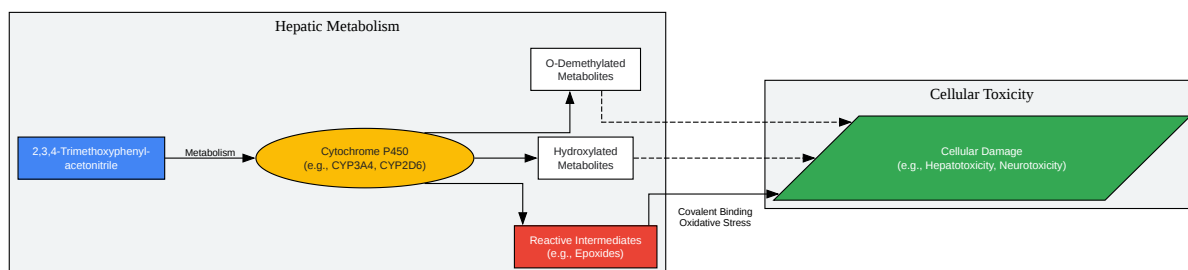 Hepatic Metabolism
O-Demethylated
Metabolites
Cellular Toxicity
2,3,4-Trimethoxyphenyl-
acetonitrile
Metabolism
Cytochrome P450
(e.g., CYP3A4, CYP2D6)
Hydroxylated
Metabolites
Cellular Damage
(e.g., Hepatotoxicity, Neurotoxicity)
Covalent Binding
Oxidative Stress
Reactive Intermediates
(e.g., Epoxides)